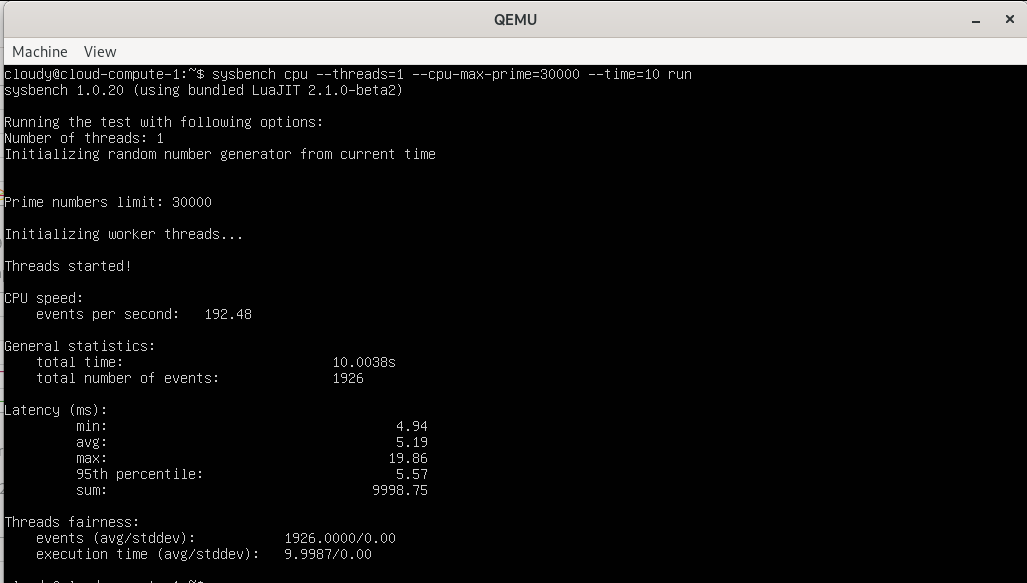 QEMU
Machine View
cloudy@cloud-compute-1:~$ sysbench cpu --threads=1 --cpu-max-prime=30000 --time=10 run
sysbench 1.0.20 (using bundled LuaJIT 2.1.0-beta2)
Running the test with following options:
Number of threads: 1
Initializing random number generator from current time
Prime numbers limit: 30000
Initializing worker threads...
Threads started!
CPU speed:
events per second: 192.48
General statistics:
total time: 10.0038s
total number of events: 1926
Latency (ms):
min: 4.94
avg: 5.19
max: 19.86
95th percentile: 5.57
sum: 9998.75
Threads fairness:
events (avg/stddev): 1926.0000/0.00
execution time (avg/stddev): 9.9987/0.00